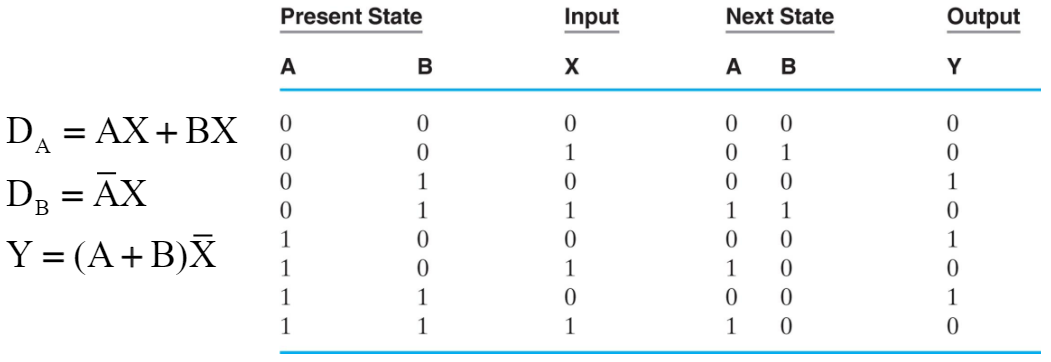 Present State Input Next State Output
A B X A B Y
0 0 0 0 0 0
0 0 1 0 1 0
0 1 0 0 0 1
0 1 1 1 1 0
1 0 0 0 0 1
1 0 1 1 0 0
1 1 0 0 0 1
1 1 1 1 0 0
D_A = AX + BX
D_B = A̅X
Y = (A + B)X̅